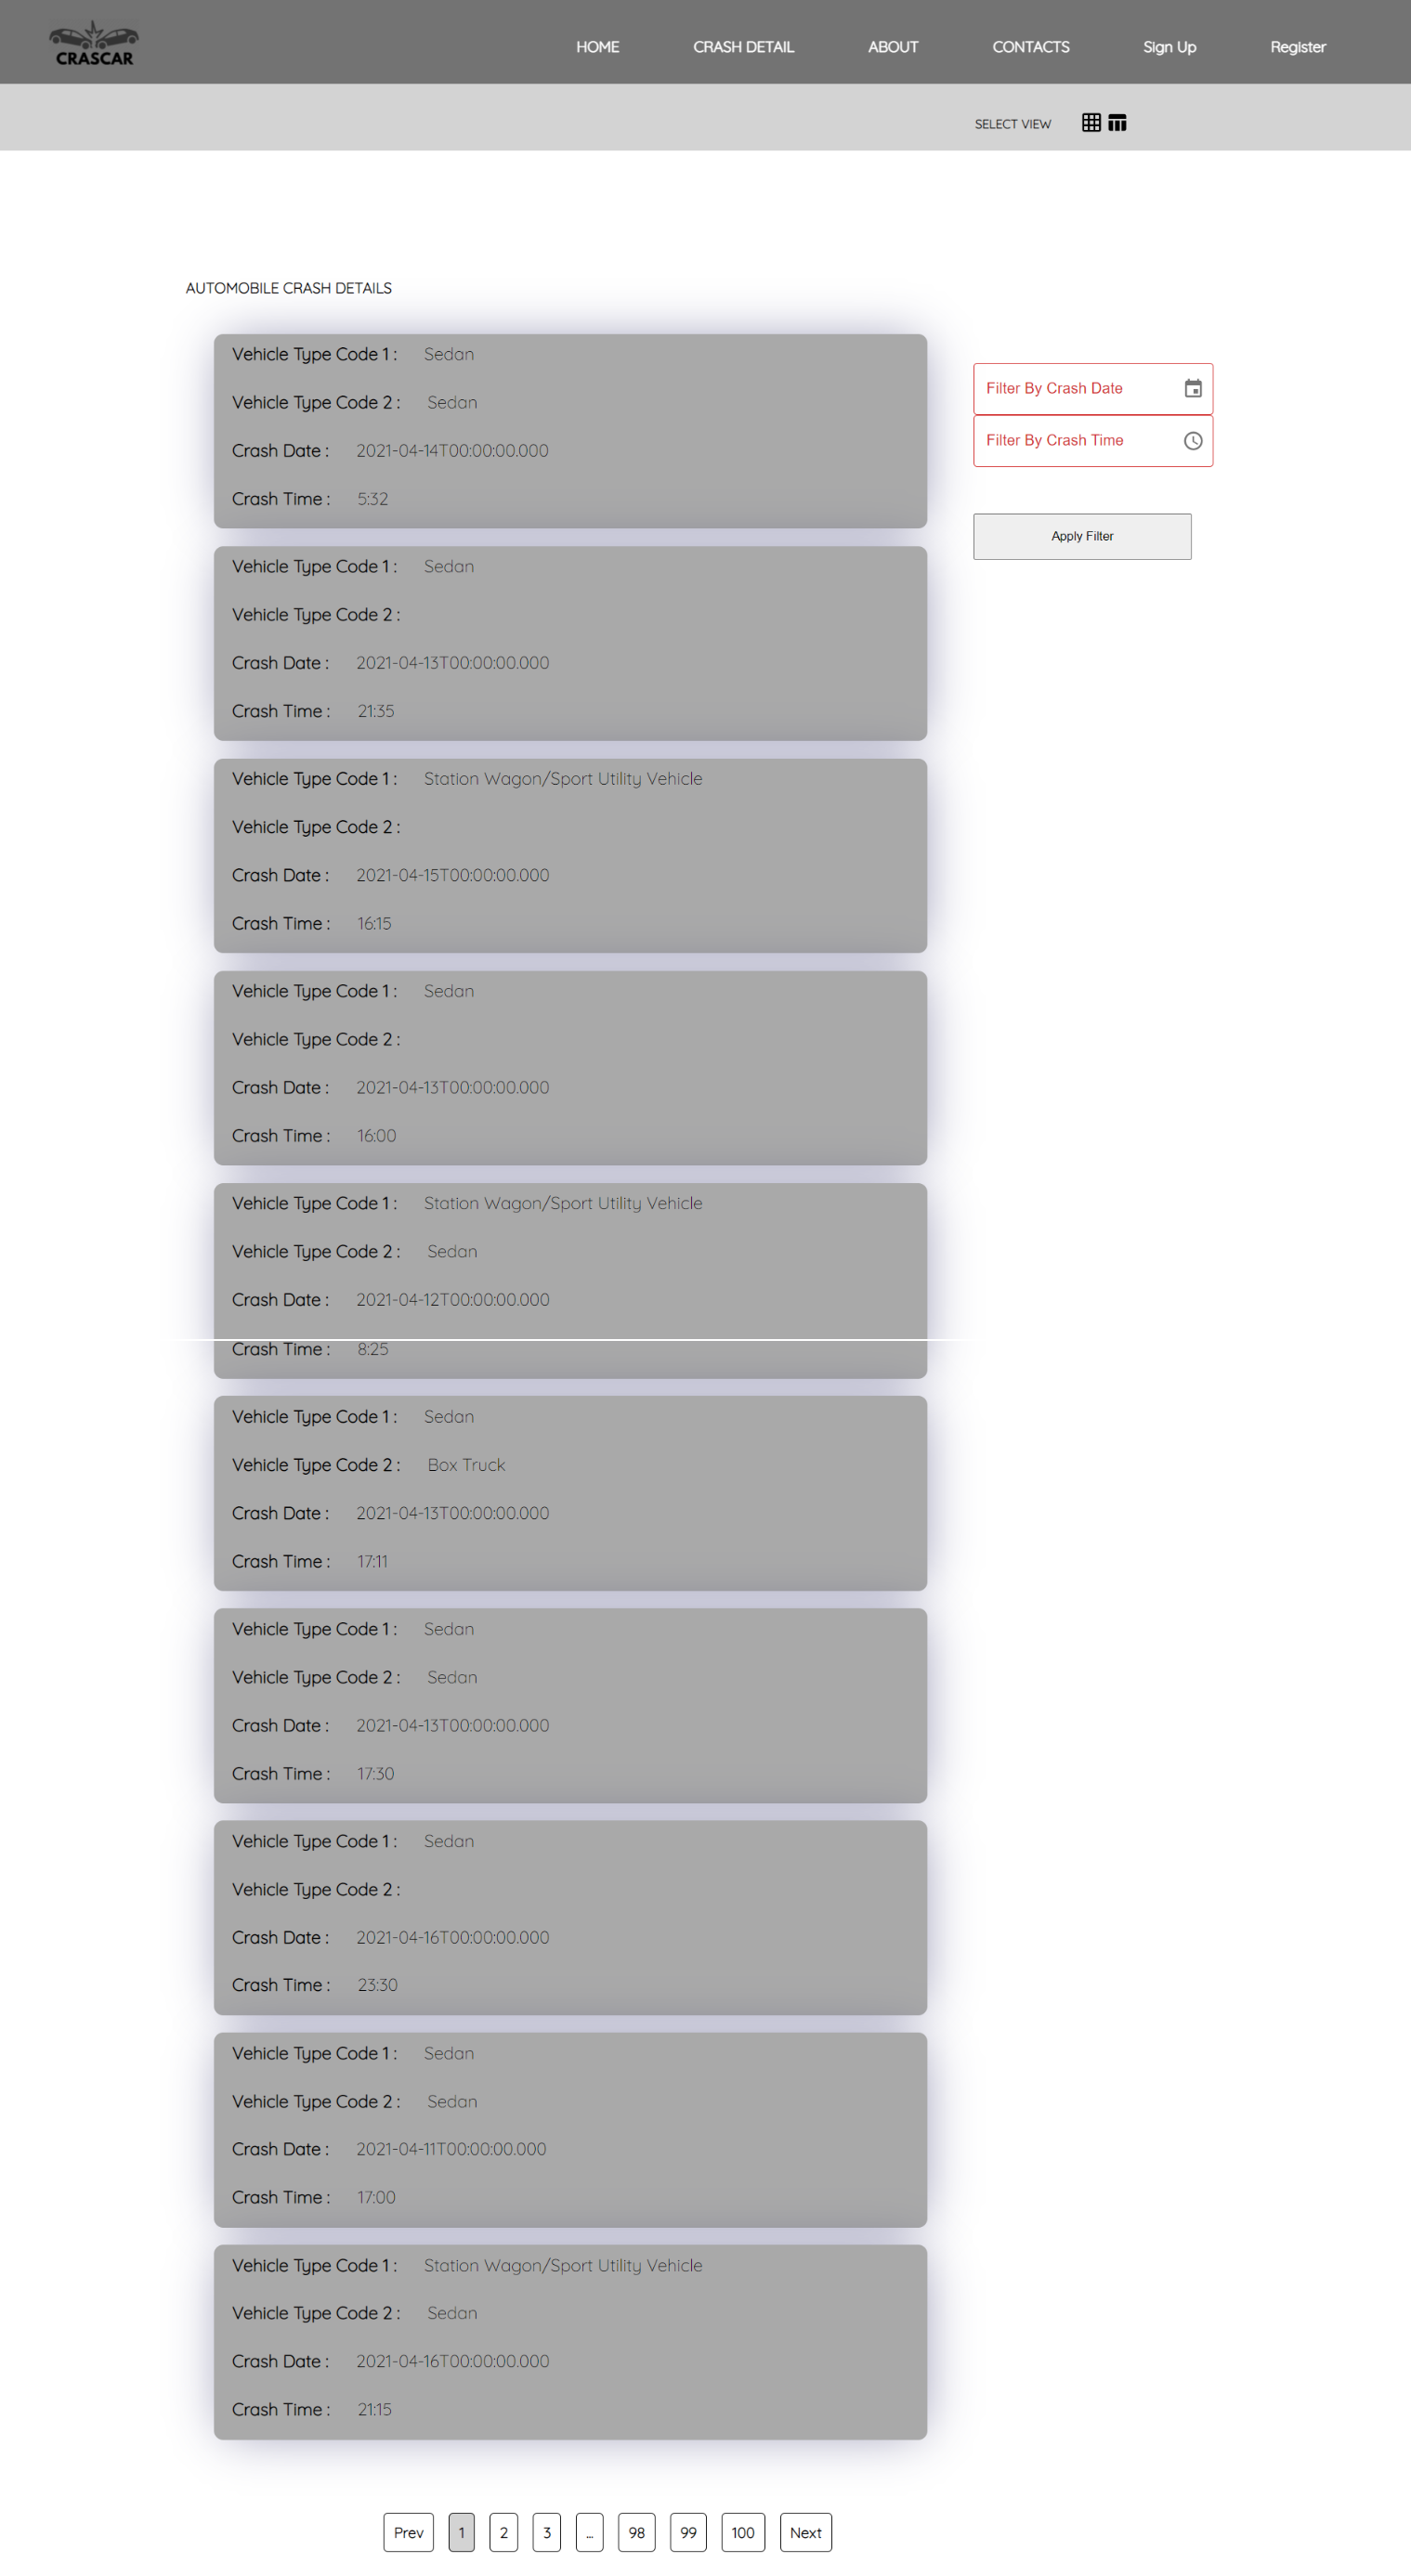 CRASCAR
HOME CRASH DETAIL ABOUT CONTACTS Sign Up Register
SELECT VIEW
AUTOMOBILE CRASH DETAILS
Vehicle Type Code 1 : Sedan
Vehicle Type Code 2 : Sedan
Crash Date : 2021-04-14T00:00:00.000
Crash Time : 5:32
Filter By Crash Date
Filter By Crash Time
Apply Filter
Vehicle Type Code 1 : Sedan
Vehicle Type Code 2 :
Crash Date : 2021-04-13T00:00:00.000
Crash Time : 21:35
Vehicle Type Code 1 : Station Wagon/Sport Utility Vehicle
Vehicle Type Code 2 :
Crash Date : 2021-04-15T00:00:00.000
Crash Time : 16:15
Vehicle Type Code 1 : Sedan
Vehicle Type Code 2 :
Crash Date : 2021-04-13T00:00:00.000
Crash Time : 16:00
Vehicle Type Code 1 : Station Wagon/Sport Utility Vehicle
Vehicle Type Code 2 : Sedan
Crash Date : 2021-04-12T00:00:00.000
Crash Time : 8:25
Vehicle Type Code 1 : Sedan
Vehicle Type Code 2 : Box Truck
Crash Date : 2021-04-13T00:00:00.000
Crash Time : 17:11
Vehicle Type Code 1 : Sedan
Vehicle Type Code 2 : Sedan
Crash Date : 2021-04-13T00:00:00.000
Crash Time : 17:30
Vehicle Type Code 1 : Sedan
Vehicle Type Code 2 :
Crash Date : 2021-04-16T00:00:00.000
Crash Time : 23:30
Vehicle Type Code 1 : Sedan
Vehicle Type Code 2 : Sedan
Crash Date : 2021-04-11T00:00:00.000
Crash Time : 17:00
Vehicle Type Code 1 : Station Wagon/Sport Utility Vehicle
Vehicle Type Code 2 : Sedan
Crash Date : 2021-04-16T00:00:00.000
Crash Time : 21:15
Prev 1 2 3 ... 98 99 100 Next